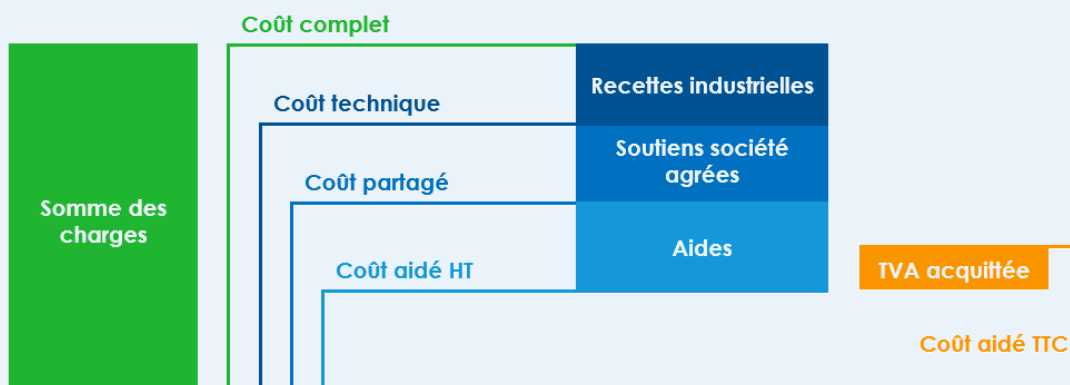 Coût complet
Recettes industrielles
Coût technique
Soutiens société
agrées
Coût partagé
Somme des
charges
Aides
Coût aidé HT
TVA acquittée
Coût aidé TTC